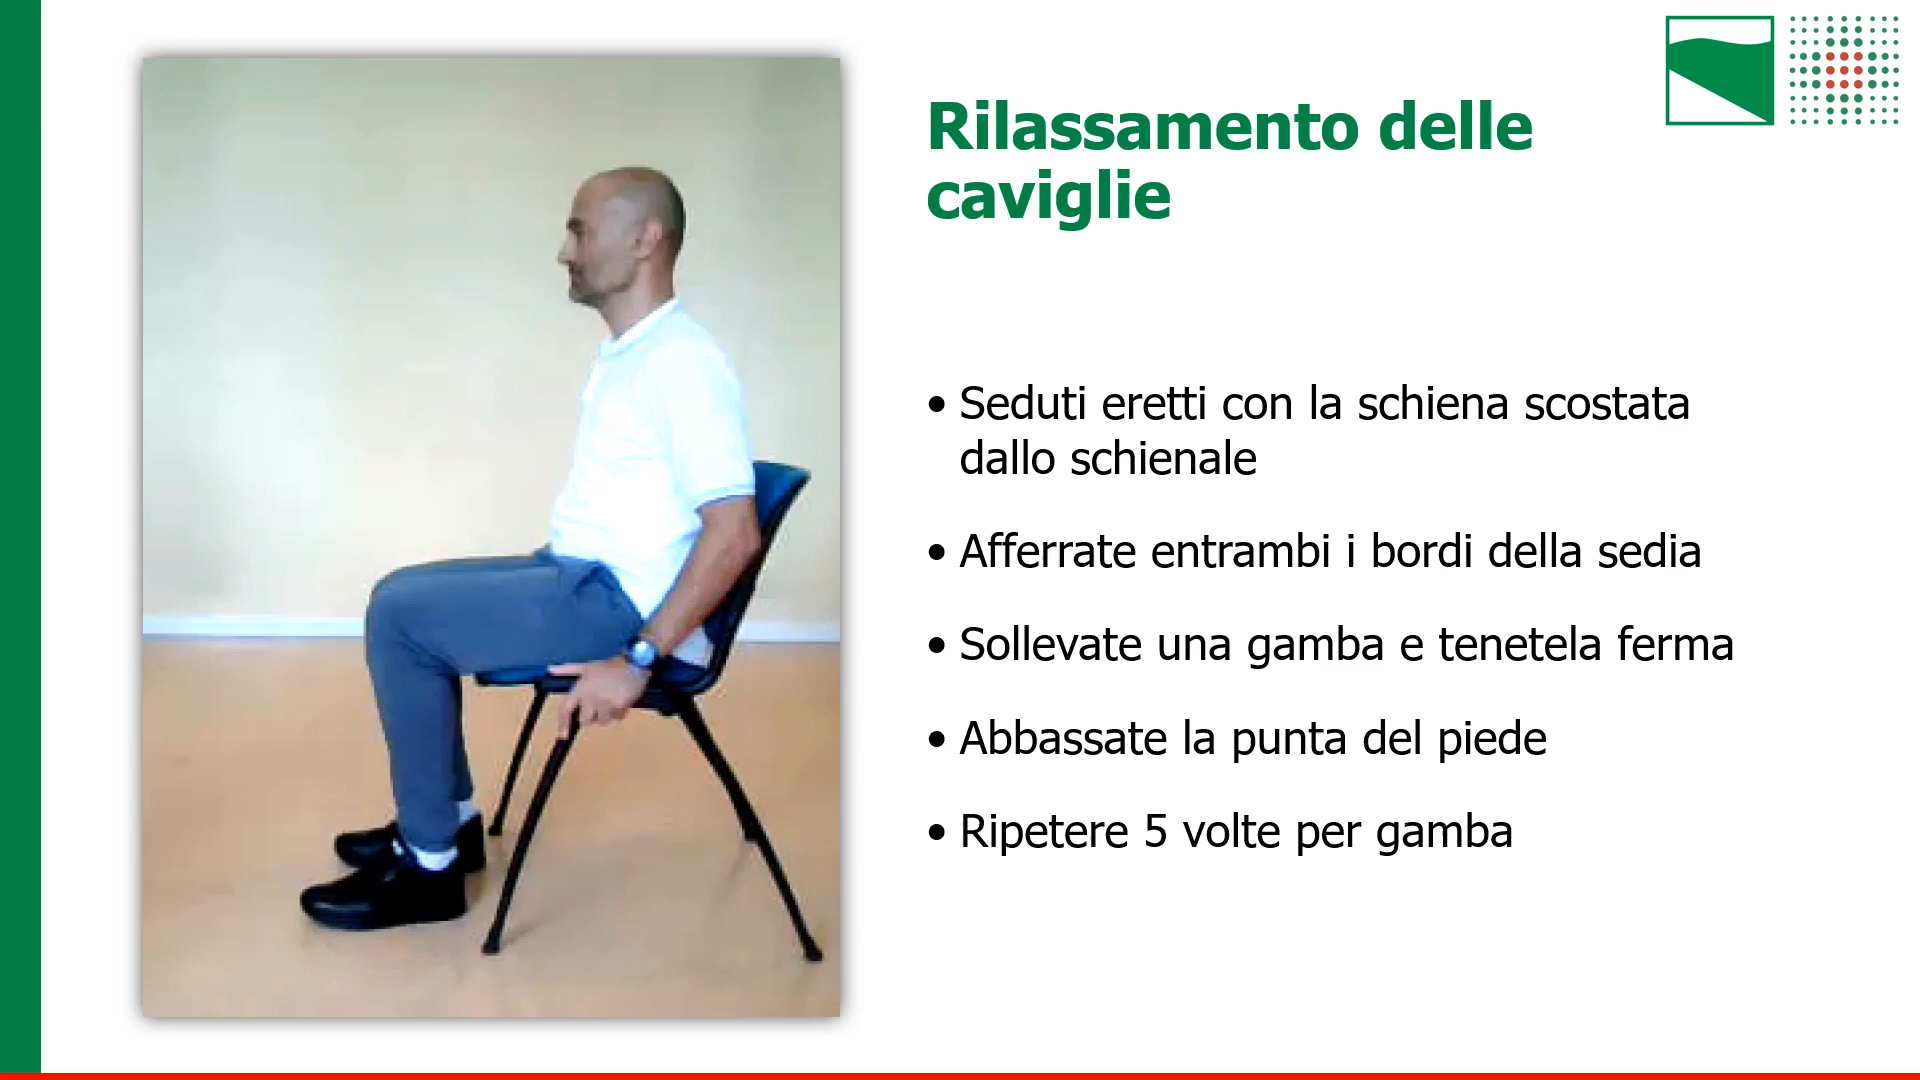 Rilassamento delle
caviglie
• Seduti eretti con la schiena scostata
dallo schienale
• Afferrate entrambi i bordi della sedia
• Sollevate una gamba e tenetela ferma
• Abbassate la punta del piede
• Ripetere 5 volte per gamba